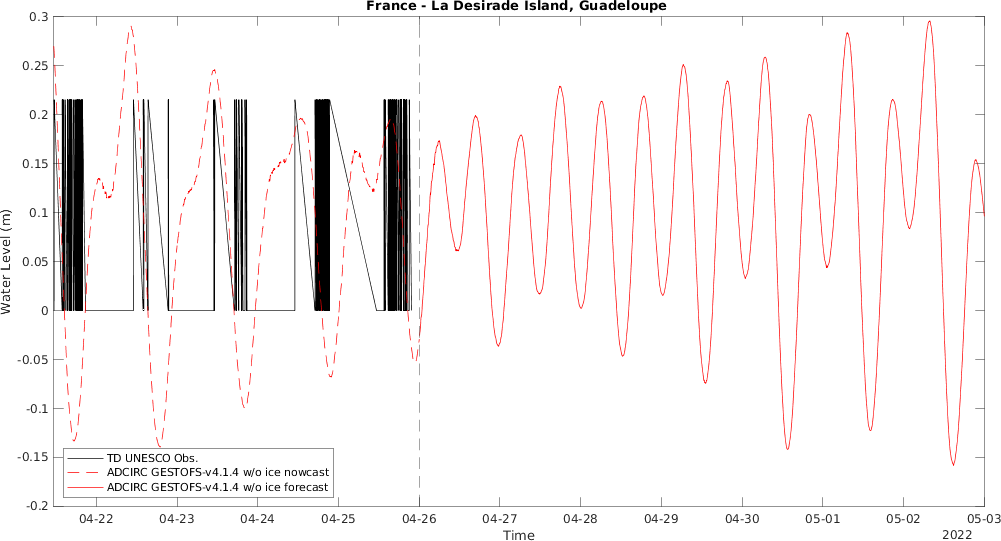 France - La Desirade Island, Guadeloupe
0.3
0.25
0.2
0.15
0.1
0.05
0
-0.05
-0.1
-0.15
-0.2
Water Level (m)
TD UNESCO Obs.
ADCIRC GESTOFS-v4.1.4 w/o ice nowcast
ADCIRC GESTOFS-v4.1.4 w/o ice forecast
04-22 04-23 04-24 04-25 04-26 04-27 04-28 04-29 04-30 05-01 05-02 05-03
Time
2022